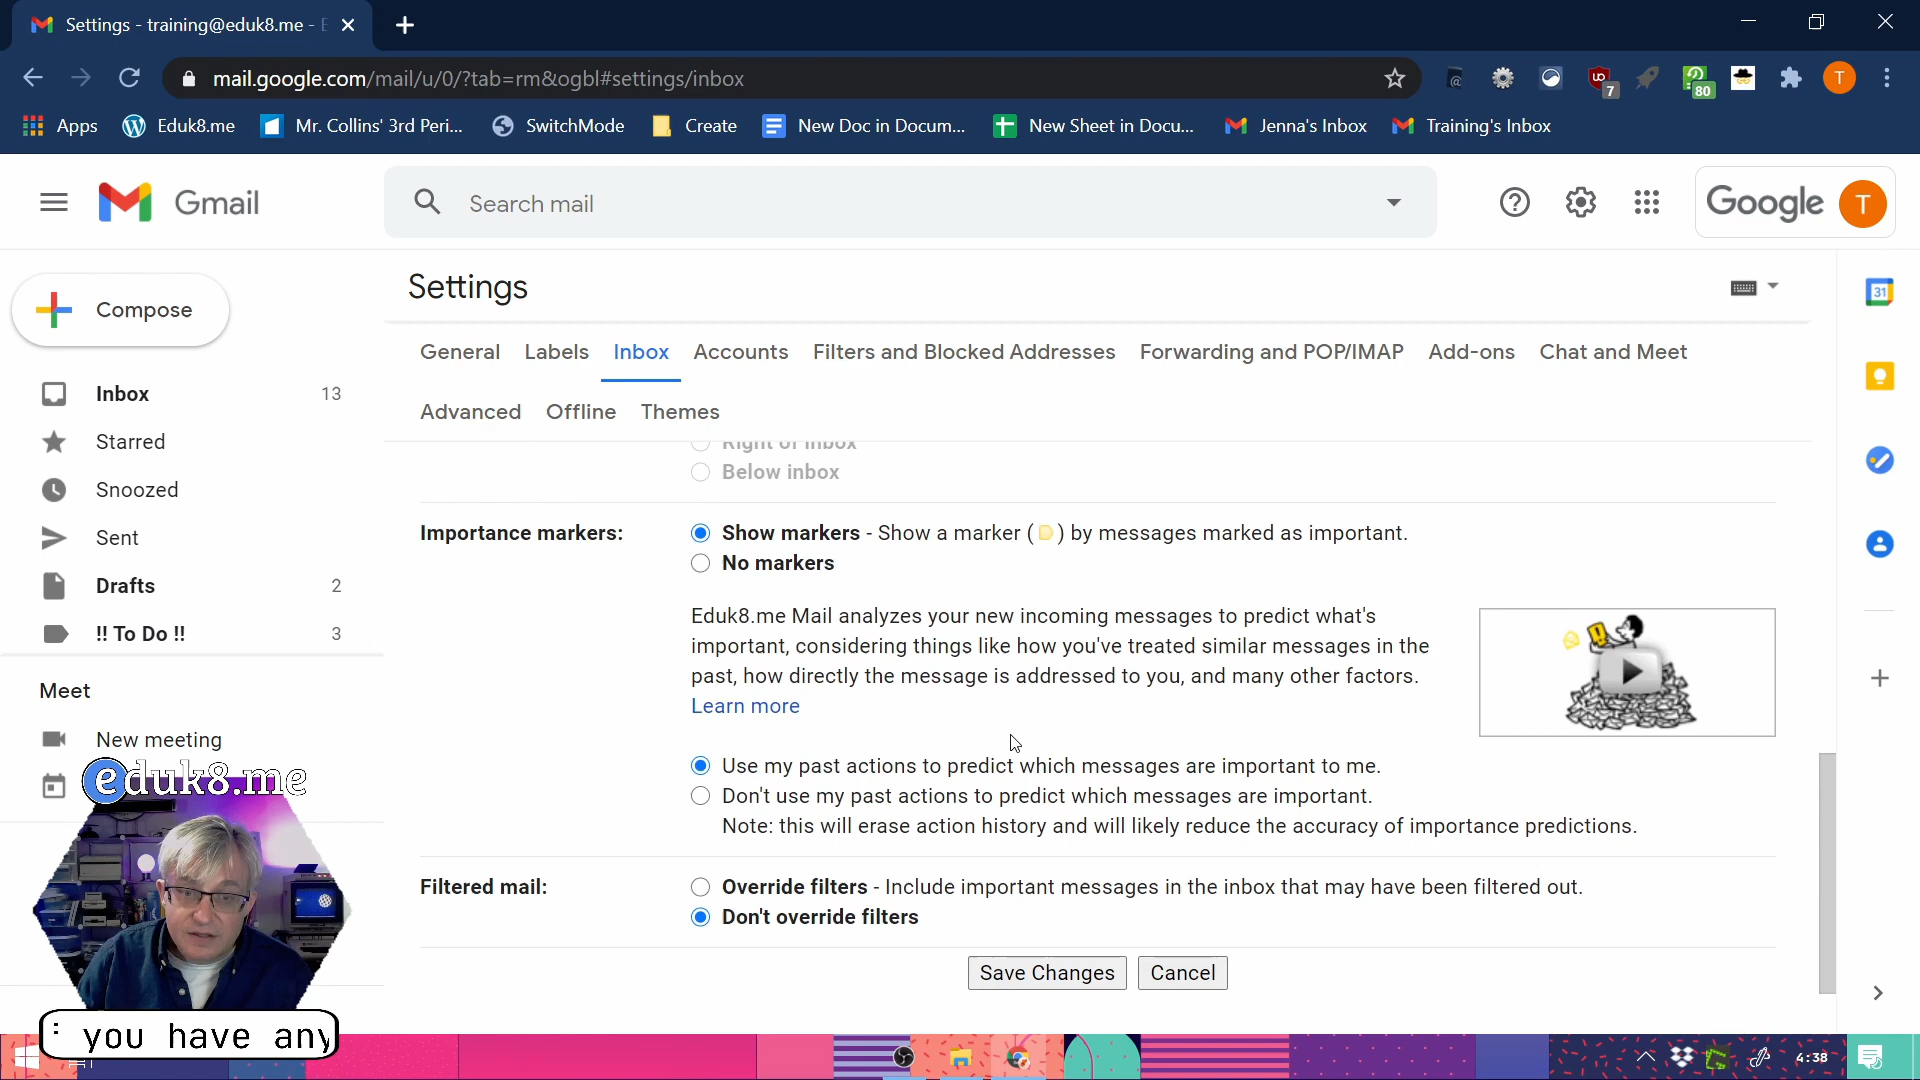 Settings - training@eduk8.me -
mail.google.com/mail/u/0/?tab=rm&ogbl#settings/inbox
7
80
T
Apps
Eduk8.me
Mr. Collins' 3rd Peri...
SwitchMode
Create
New Doc in Docum...
New Sheet in Docu...
Jenna's Inbox
Training's Inbox
Gmail
Search mail
Google
T
Settings
Compose
31
General Labels Inbox Accounts Filters and Blocked Addresses Forwarding and POP/IMAP Add-ons Chat and Meet
Advanced Offline Themes
Inbox 13
Starred
Snoozed
Sent
Drafts 2
!! To Do !! 3
Meet
New meeting
eduk8.me
Right of inbox
Below inbox
Importance markers:
Show markers - Show a marker ( ) by messages marked as important.
No markers
Eduk8.me Mail analyzes your new incoming messages to predict what's
important, considering things like how you've treated similar messages in the
past, how directly the message is addressed to you, and many other factors.
Learn more
Use my past actions to predict which messages are important to me.
Don't use my past actions to predict which messages are important.
Note: this will erase action history and will likely reduce the accuracy of importance predictions.
Filtered mail:
Override filters - Include important messages in the inbox that may have been filtered out.
Don't override filters
Save Changes Cancel
you have any
4:38